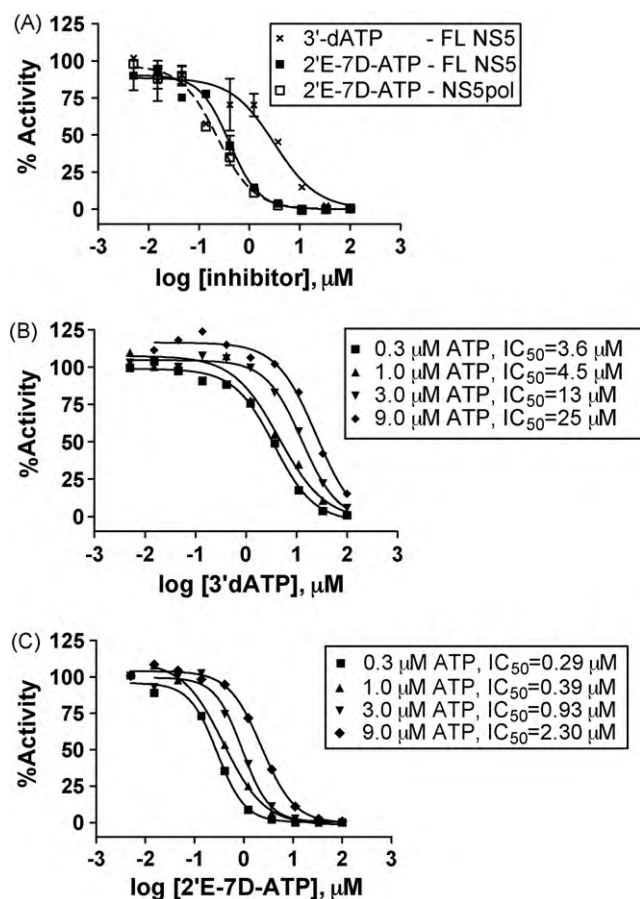 (A)
× 3'-dATP - FL NS5
■ 2'E-7D-ATP - FL NS5
□ 2'E-7D-ATP - NS5pol
% Activity
125
100
75
50
25
0
-3 -2 -1 0 1 2 3
log [inhibitor], µM
(B)
0.3 µM ATP, IC50=3.6 µM
1.0 µM ATP, IC50=4.5 µM
3.0 µM ATP, IC50=13 µM
9.0 µM ATP, IC50=25 µM
%Activity
125
100
75
50
25
0
-3 -2 -1 0 1 2 3
log [3'dATP], µM
(C)
0.3 µM ATP, IC50=0.29 µM
1.0 µM ATP, IC50=0.39 µM
3.0 µM ATP, IC50=0.93 µM
9.0 µM ATP, IC50=2.30 µM
%Activity
125
100
75
50
25
0
-3 -2 -1 0 1 2 3
log [2'E-7D-ATP], µM